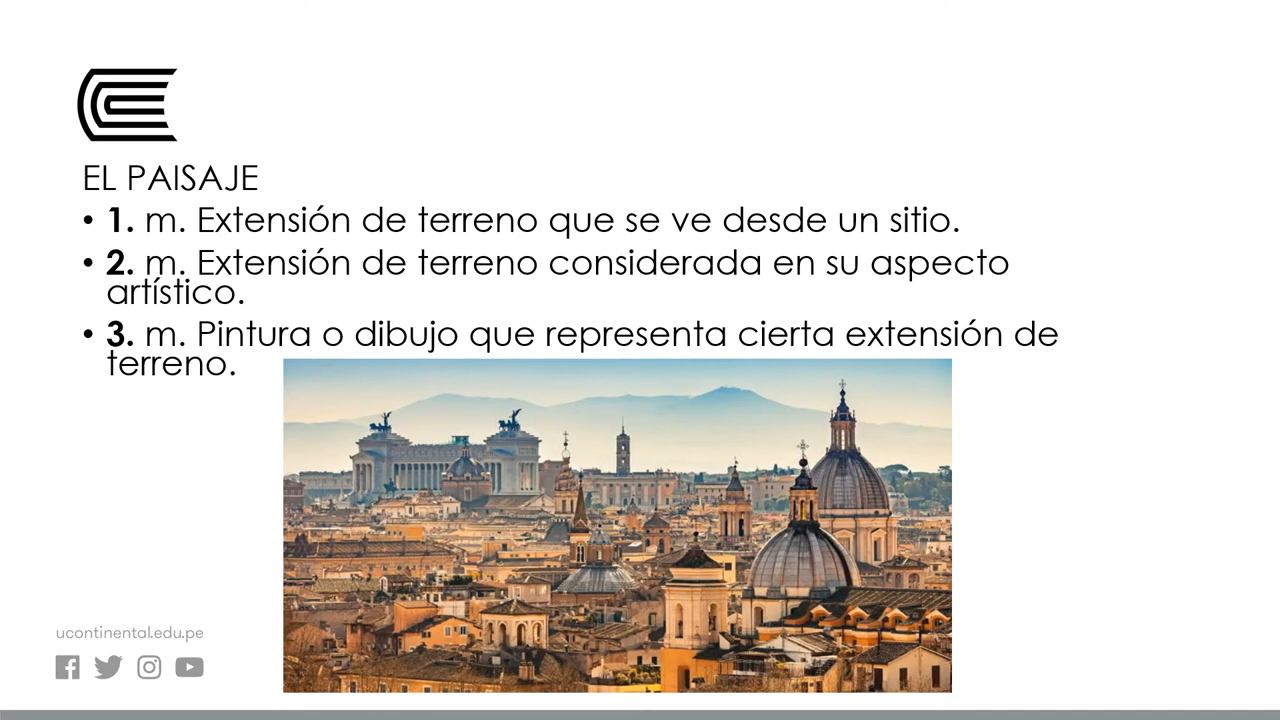 EL PAISAJE
• 1. m. Extensión de terreno que se ve desde un sitio.
• 2. m. Extensión de terreno considerada en su aspecto
artístico.
• 3. m. Pintura o dibujo que representa cierta extensión de
terreno.
ucontinental.edu.pe